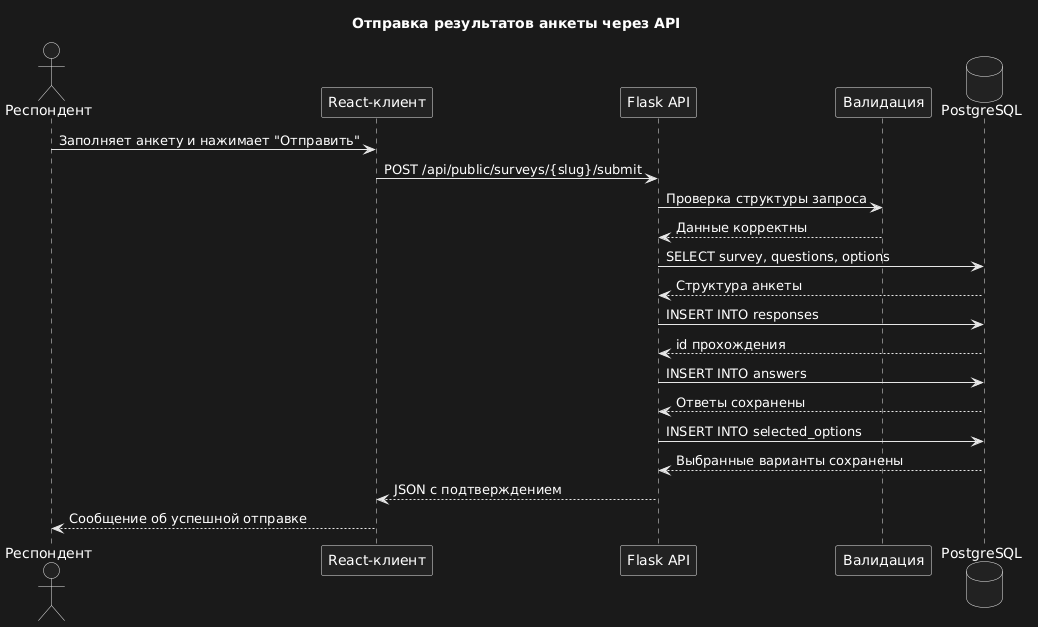 Отправка результатов анкеты через API
Респондент
React-клиент
Flask API
Валидация
PostgreSQL
Заполняет анкету и нажимает "Отправить"
POST /api/public/surveys/{slug}/submit
Проверка структуры запроса
Данные корректны
SELECT survey, questions, options
Структура анкеты
INSERT INTO responses
id прохождения
INSERT INTO answers
Ответы сохранены
INSERT INTO selected_options
Выбранные варианты сохранены
JSON с подтверждением
Сообщение об успешной отправке
Респондент
React-клиент
Flask API
Валидация
PostgreSQL